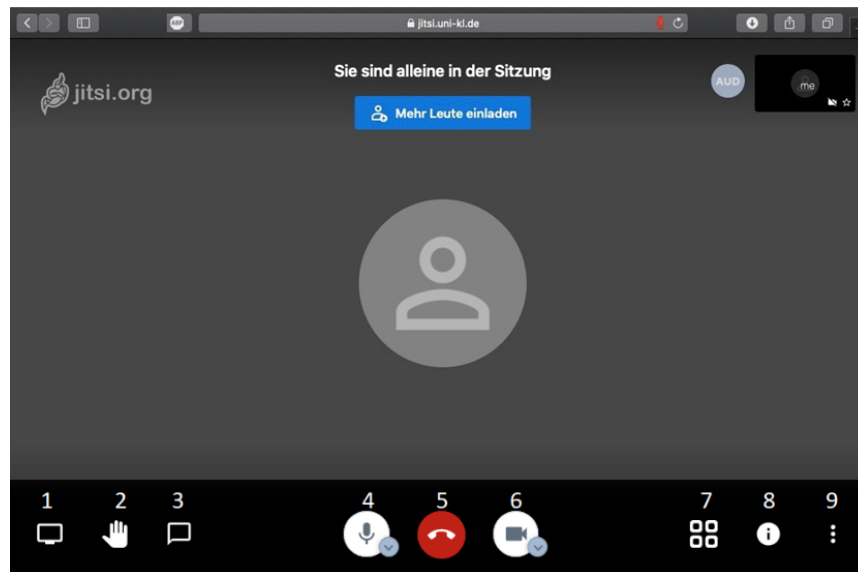 ABP
jitsi.uni-kl.de
jitsi.org
Sie sind alleine in der Sitzung
Mehr Leute einladen
AUD
me
1 2 3 4 5 6 7 8 9